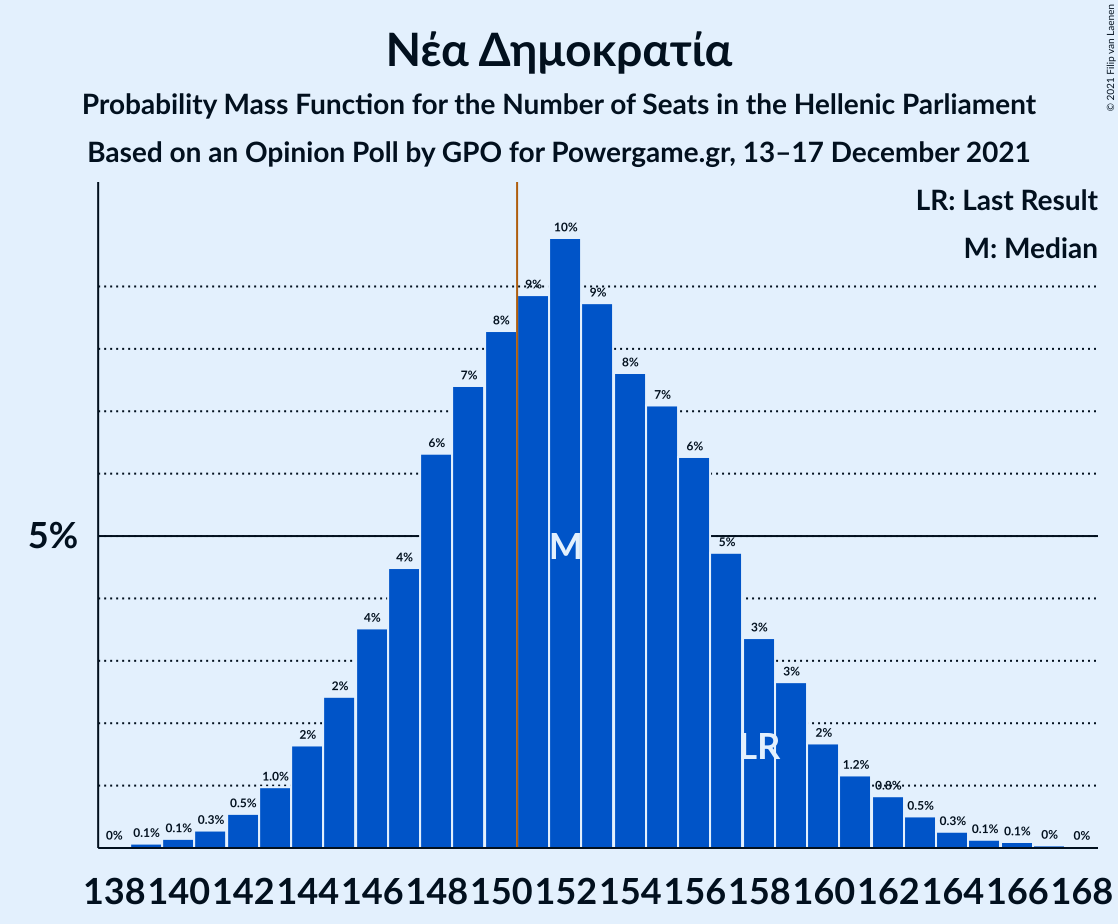 Νέα Δημοκρατία
Probability Mass Function for the Number of Seats in the Hellenic Parliament
Based on an Opinion Poll by GPO for Powergame.gr, 13–17 December 2021
© 2021 Filip van Laenen
LR: Last Result
M: Median
5%
0% 0.1% 0.1% 0.3% 0.5% 1.0% 2% 2% 4% 4% 6% 7% 8% 9% 10% 9% 8% 7% 6% 5% 3% 3% 2% 1.2% 0.8% 0.5% 0.3% 0.1% 0.1% 0% 0%
M
LR
138 140 142 144 146 148 150 152 154 156 158 160 162 164 166 168